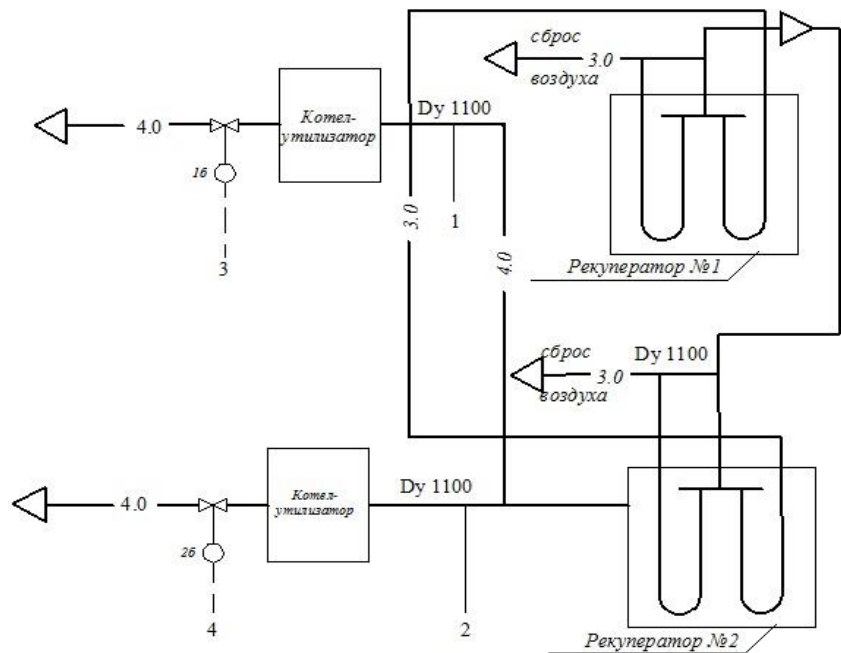 сброс
3.0
воздуха
Котел-
утилизатор
Dy 1100
4.0
1б
1
3.0
3
4.0
Рекуператор №1
сброс
Dy 1100
3.0
воздуха
Котел-
утилизатор
Dy 1100
4.0
2б
4
2
Рекуператор №2